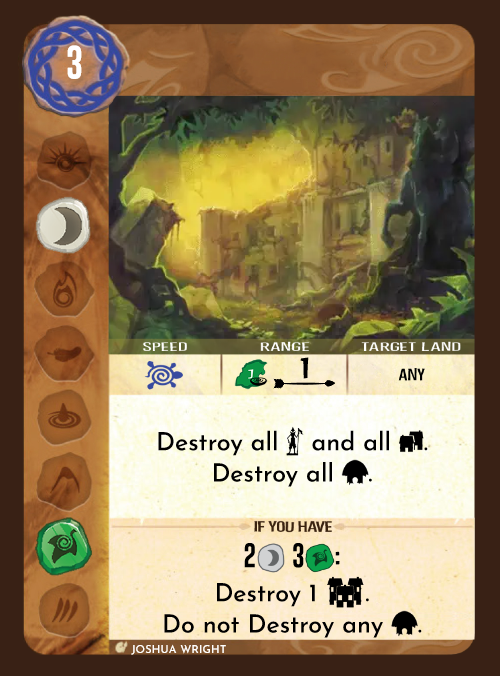 3
SPEED RANGE TARGET LAND
1 1 ANY
Destroy all and all .
Destroy all .
IF YOU HAVE
2 3 :
Destroy 1 .
Do not Destroy any .
JOSHUA WRIGHT